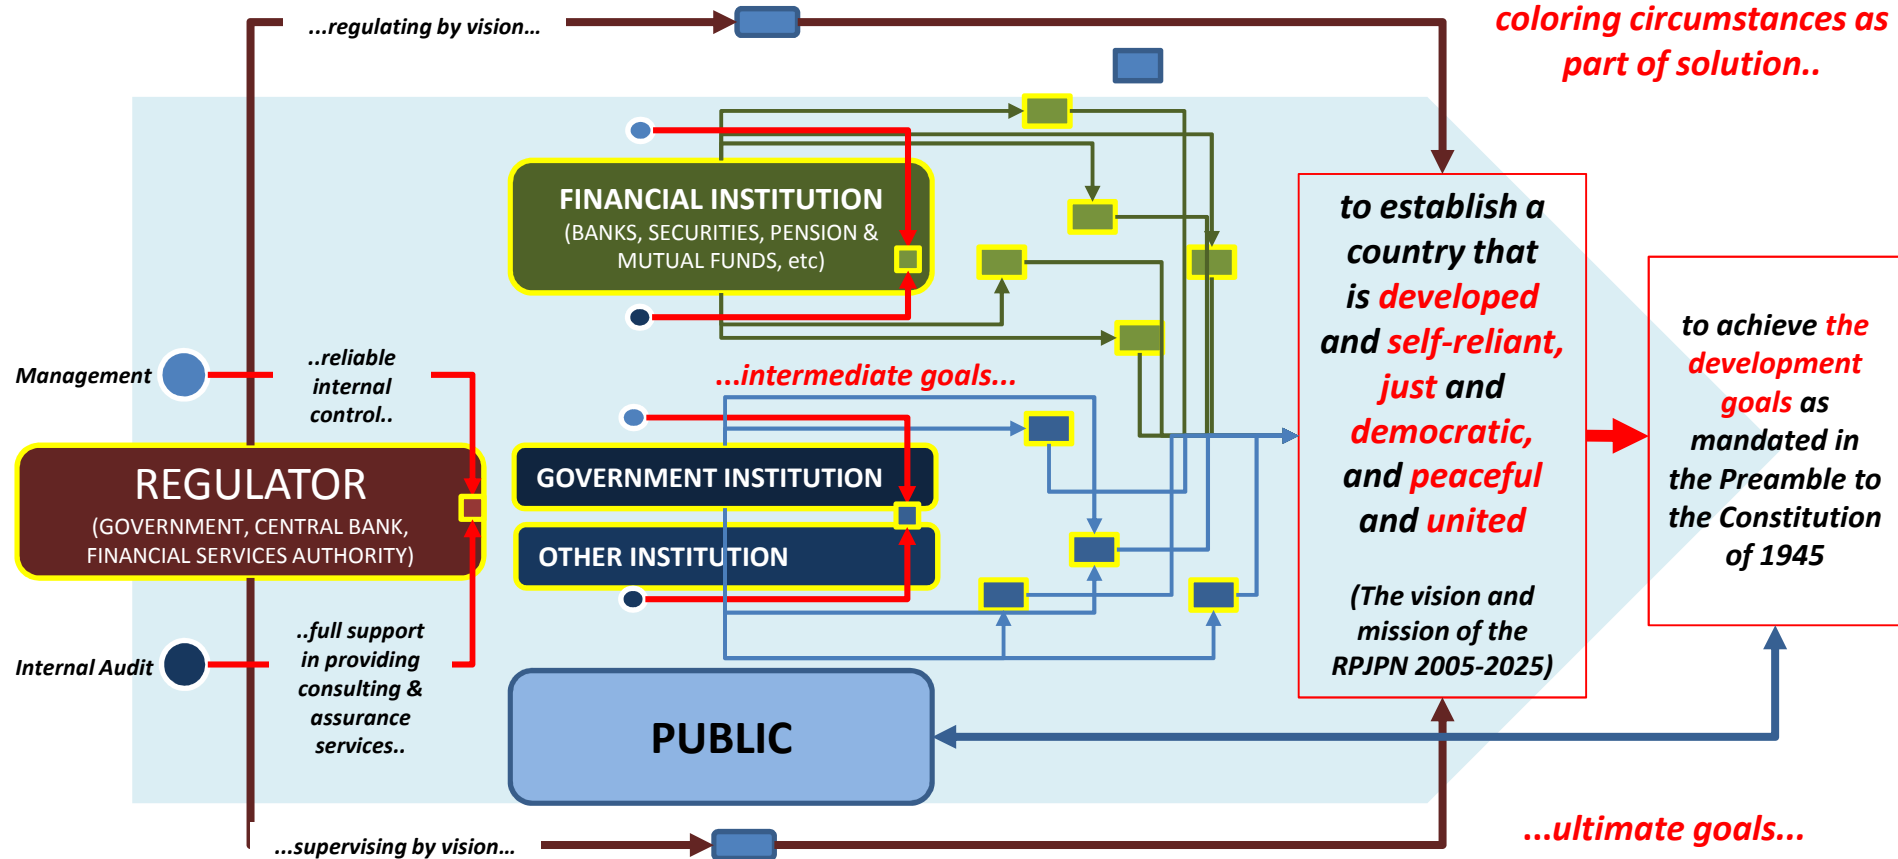 ...regulating by vision...
coloring circumstances as
part of solution..
FINANCIAL INSTITUTION
(BANKS, SECURITIES, PENSION &
MUTUAL FUNDS, etc)
Management
..reliable
internal
control..
...intermediate goals...
REGULATOR
(GOVERNMENT, CENTRAL BANK,
FINANCIAL SERVICES AUTHORITY)
GOVERNMENT INSTITUTION
OTHER INSTITUTION
Internal Audit
..full support
in providing
consulting &
assurance
services..
PUBLIC
to establish a
country that
is developed
and self-reliant,
just and
democratic,
and peaceful
and united
(The vision and
mission of the
RPJPN 2005-2025)
to achieve the
development
goals as
mandated in
the Preamble to
the Constitution
of 1945
...supervising by vision...
...ultimate goals...